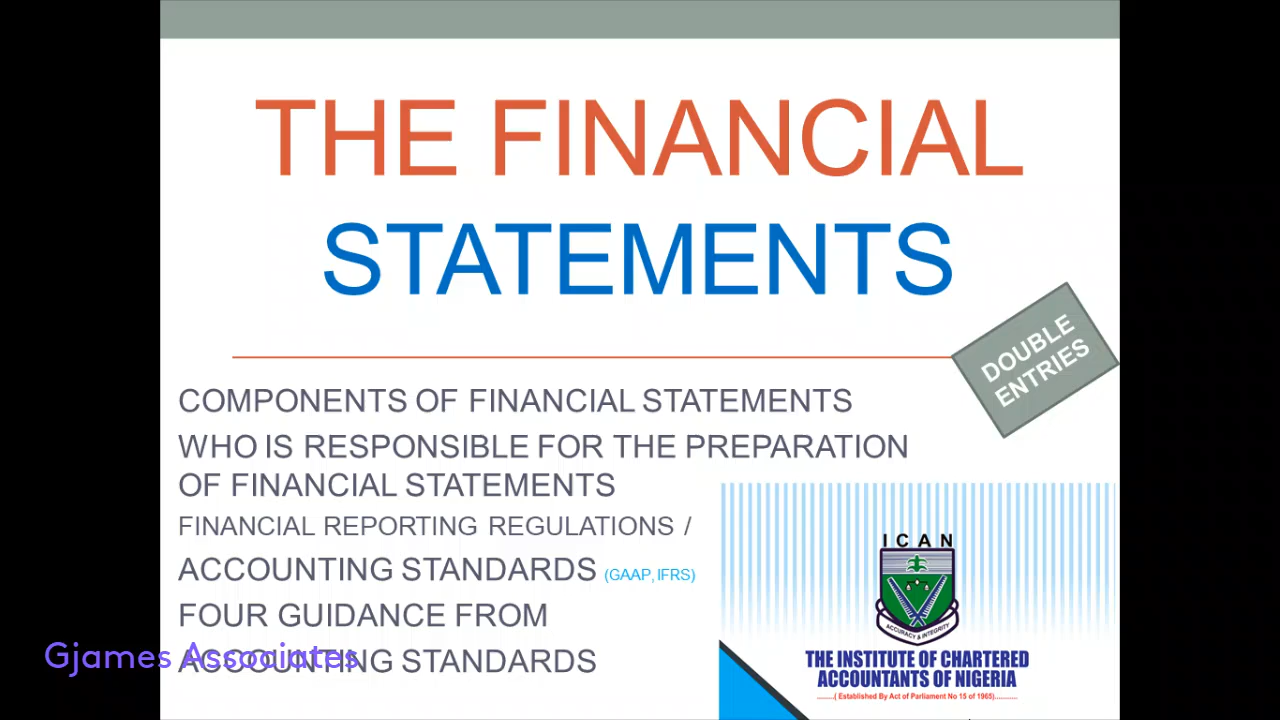 THE FINANCIAL
STATEMENTS
DOUBLE
ENTRIES
COMPONENTS OF FINANCIAL STATEMENTS
WHO IS RESPONSIBLE FOR THE PREPARATION
OF FINANCIAL STATEMENTS
FINANCIAL REPORTING REGULATIONS /
ACCOUNTING STANDARDS (GAAP, IFRS)
FOUR GUIDANCE FROM
ACCOUNTING STANDARDS
Gjames Associates
ICAN
ACCURACY & INTEGRITY
THE INSTITUTE OF CHARTERED
ACCOUNTANTS OF NIGERIA
.......( Established By Act of Parliament No 15 of 1965)...........